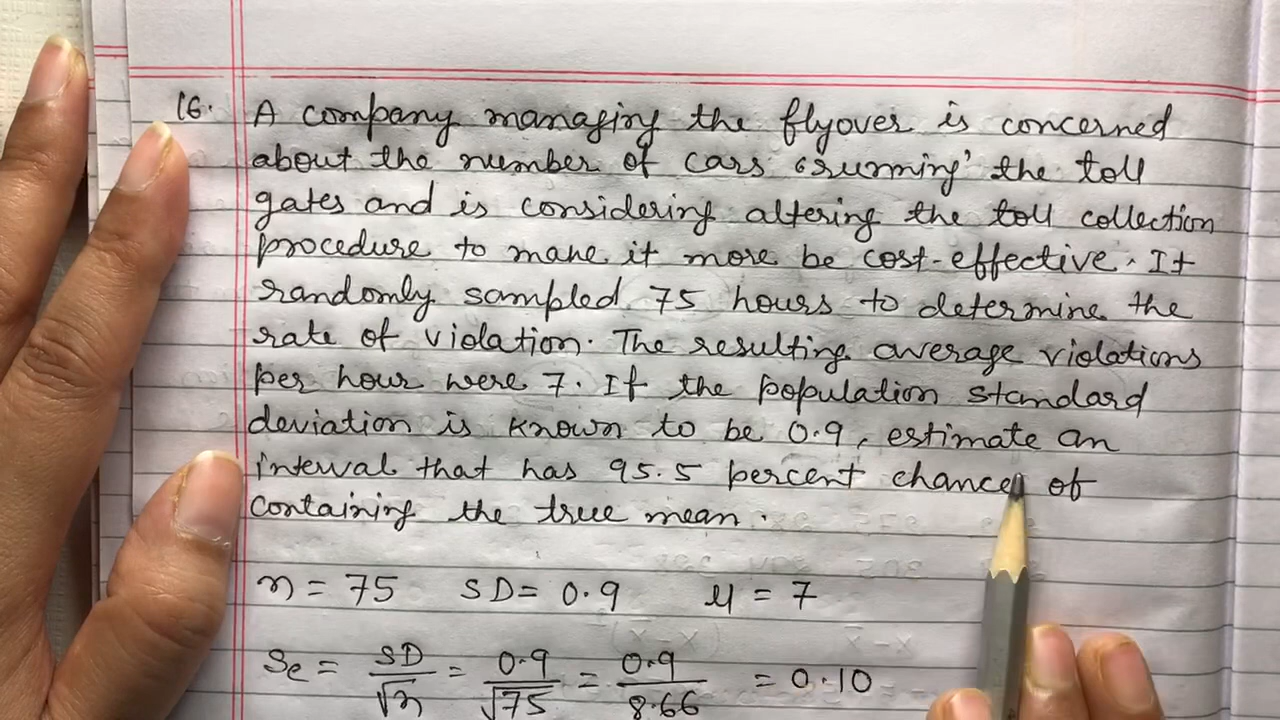 16. A company managing the flyover is concerned
about the number of cars 'running' the toll
gates and is considering altering the toll collection
procedure to make it more be cost-effective. It
randomly sampled 75 hours to determine the
rate of violation. The resulting average violations
per hour were 7. If the population standard
deviation is known to be 0.9, estimate an
interval that has 95.5 percent chance of
containing the true mean.
n = 75 SD = 0.9 μ = 7
Se = SD/√n = 0.9/√75 = 0.9/8.66 = 0.10